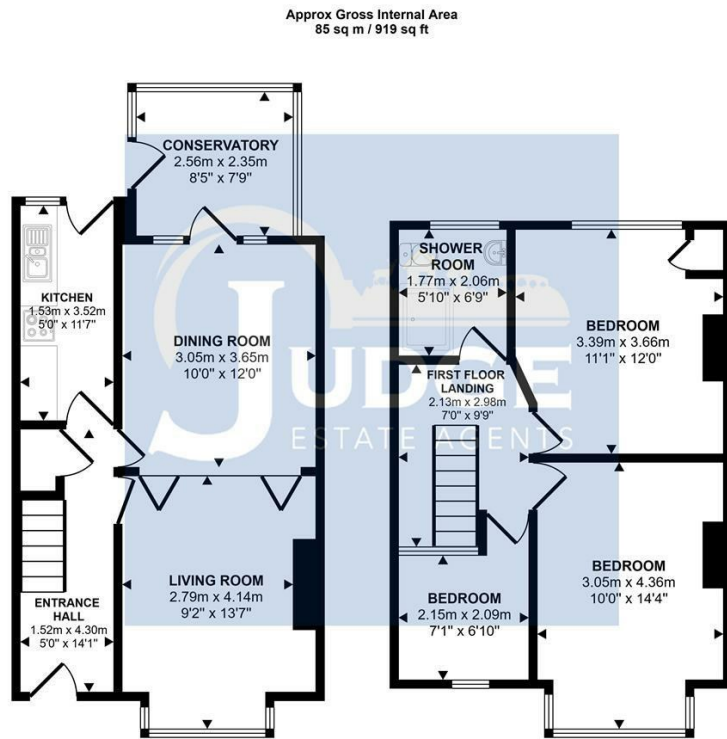 Approx Gross Internal Area
85 sq m / 919 sq ft
CONSERVATORY
2.56m x 2.35m
8'5" x 7'9"
KITCHEN
1.53m x 3.52m
5'0" x 11'7"
DINING ROOM
3.05m x 3.65m
10'0" x 12'0"
LIVING ROOM
2.79m x 4.14m
9'2" x 13'7"
ENTRANCE
HALL
1.52m x 4.30m
5'0" x 14'1"
SHOWER
ROOM
1.77m x 2.06m
5'10" x 6'9"
BEDROOM
3.39m x 3.66m
11'1" x 12'0"
FIRST FLOOR
LANDING
2.13m x 2.98m
7'0" x 9'9"
BEDROOM
3.05m x 4.36m
10'0" x 14'4"
BEDROOM
2.15m x 2.09m
7'1" x 6'10"
JUDGE
ESTATE AGENTS